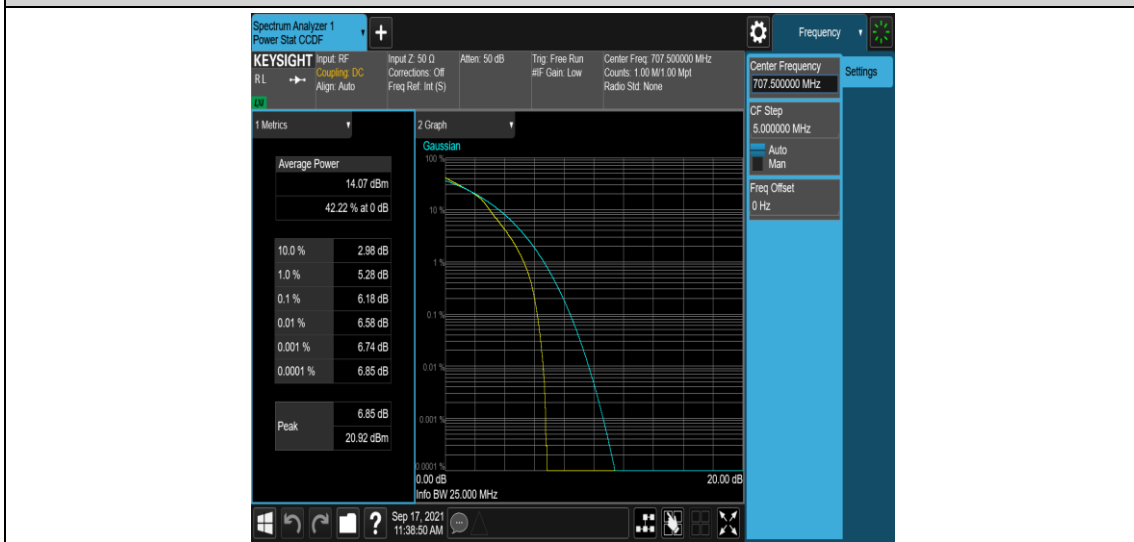 Spectrum Analyzer 1
Power Stat CCDF
+
Frequency
KEYSIGHT
RL
LXI
Input: RF
Coupling: DC
Align: Auto
Input Z: 50 Ω
Corrections: Off
Freq Ref: Int (S)
Atten: 50 dB
Trig: Free Run
#IF Gain: Low
Center Freq: 707.500000 MHz
Counts: 1.00 M/1.00 Mpt
Radio Std: None
Center Frequency
707.500000 MHz
Settings
CF Step
5.000000 MHz
Auto
Man
Freq Offset
0 Hz
1 Metrics
Average Power
14.07 dBm
42.22 % at 0 dB
10.0 % 2.98 dB
1.0 % 5.28 dB
0.1 % 6.18 dB
0.01 % 6.58 dB
0.001 % 6.74 dB
0.0001 % 6.85 dB
Peak
6.85 dB
20.92 dBm
2 Graph
Gaussian
100 %
10 %
1 %
0.1 %
0.01 %
0.001 %
0.0001 %
0.00 dB 20.00 dB
Info BW 25.000 MHz
?
Sep 17, 2021
11:38:50 AM